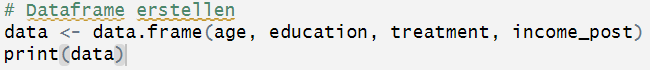 # Dataframe erstellen
data <- data.frame(age, education, treatment, income_post)
print(data)